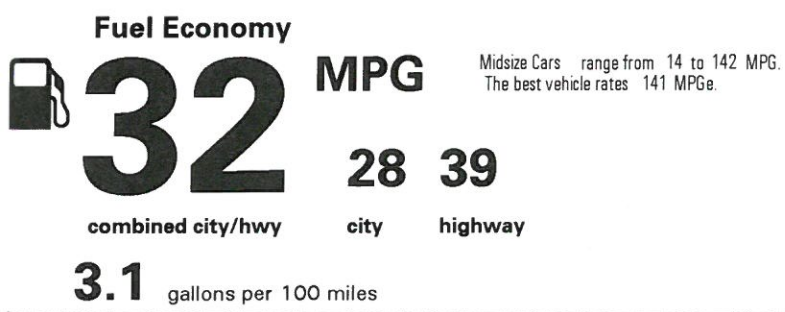 Fuel Economy
32 MPG
Midsize Cars range from 14 to 142 MPG.
The best vehicle rates 141 MPGe.
28 39
combined city/hwy city highway
3.1 gallons per 100 miles